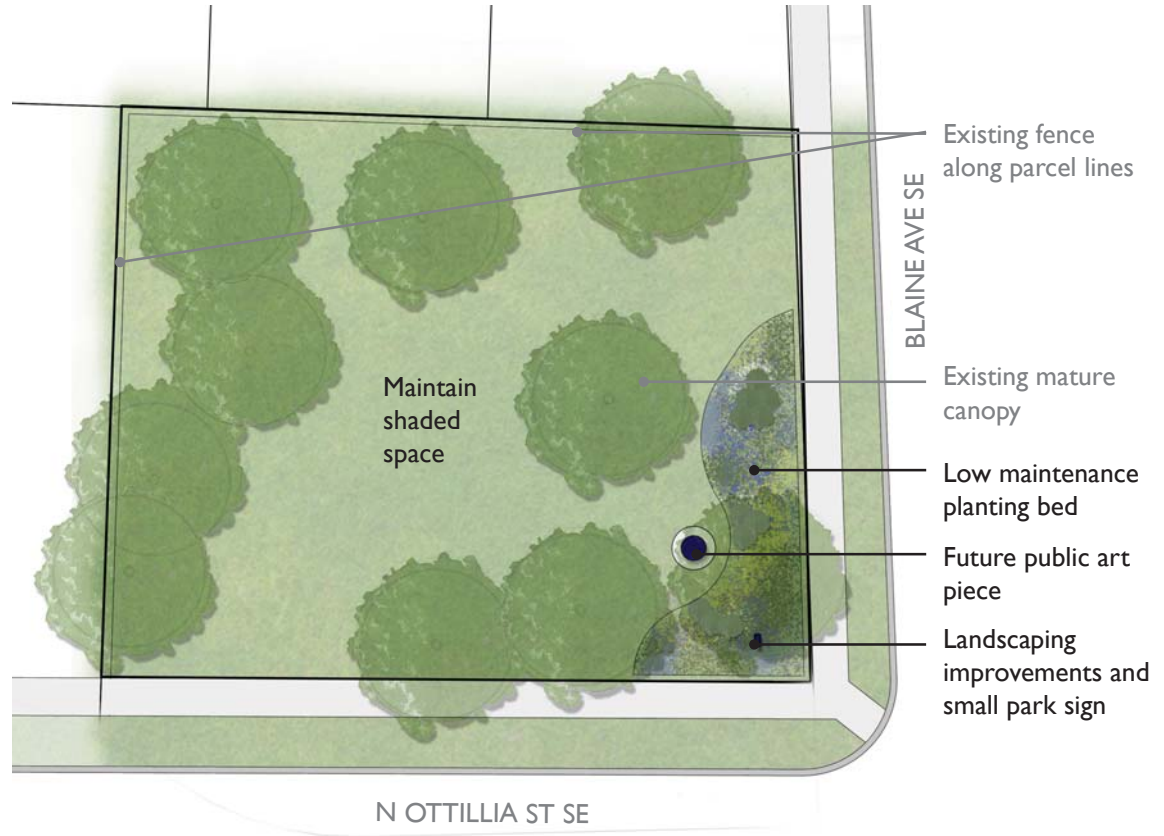 Existing fence
along parcel lines
BLAINE AVE SE
Existing mature
canopy
Maintain
shaded
space
Low maintenance
planting bed
Future public art
piece
Landscaping
improvements and
small park sign
N OTTILLIA ST SE